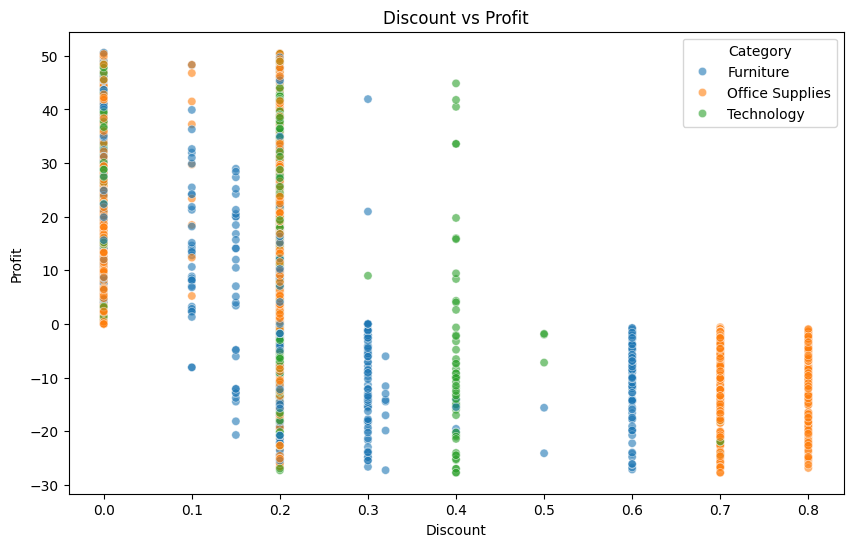 Discount vs Profit
Category
Furniture
Office Supplies
Technology
Profit
50
40
30
20
10
0
−10
−20
−30
0.0 0.1 0.2 0.3 0.4 0.5 0.6 0.7 0.8
Discount